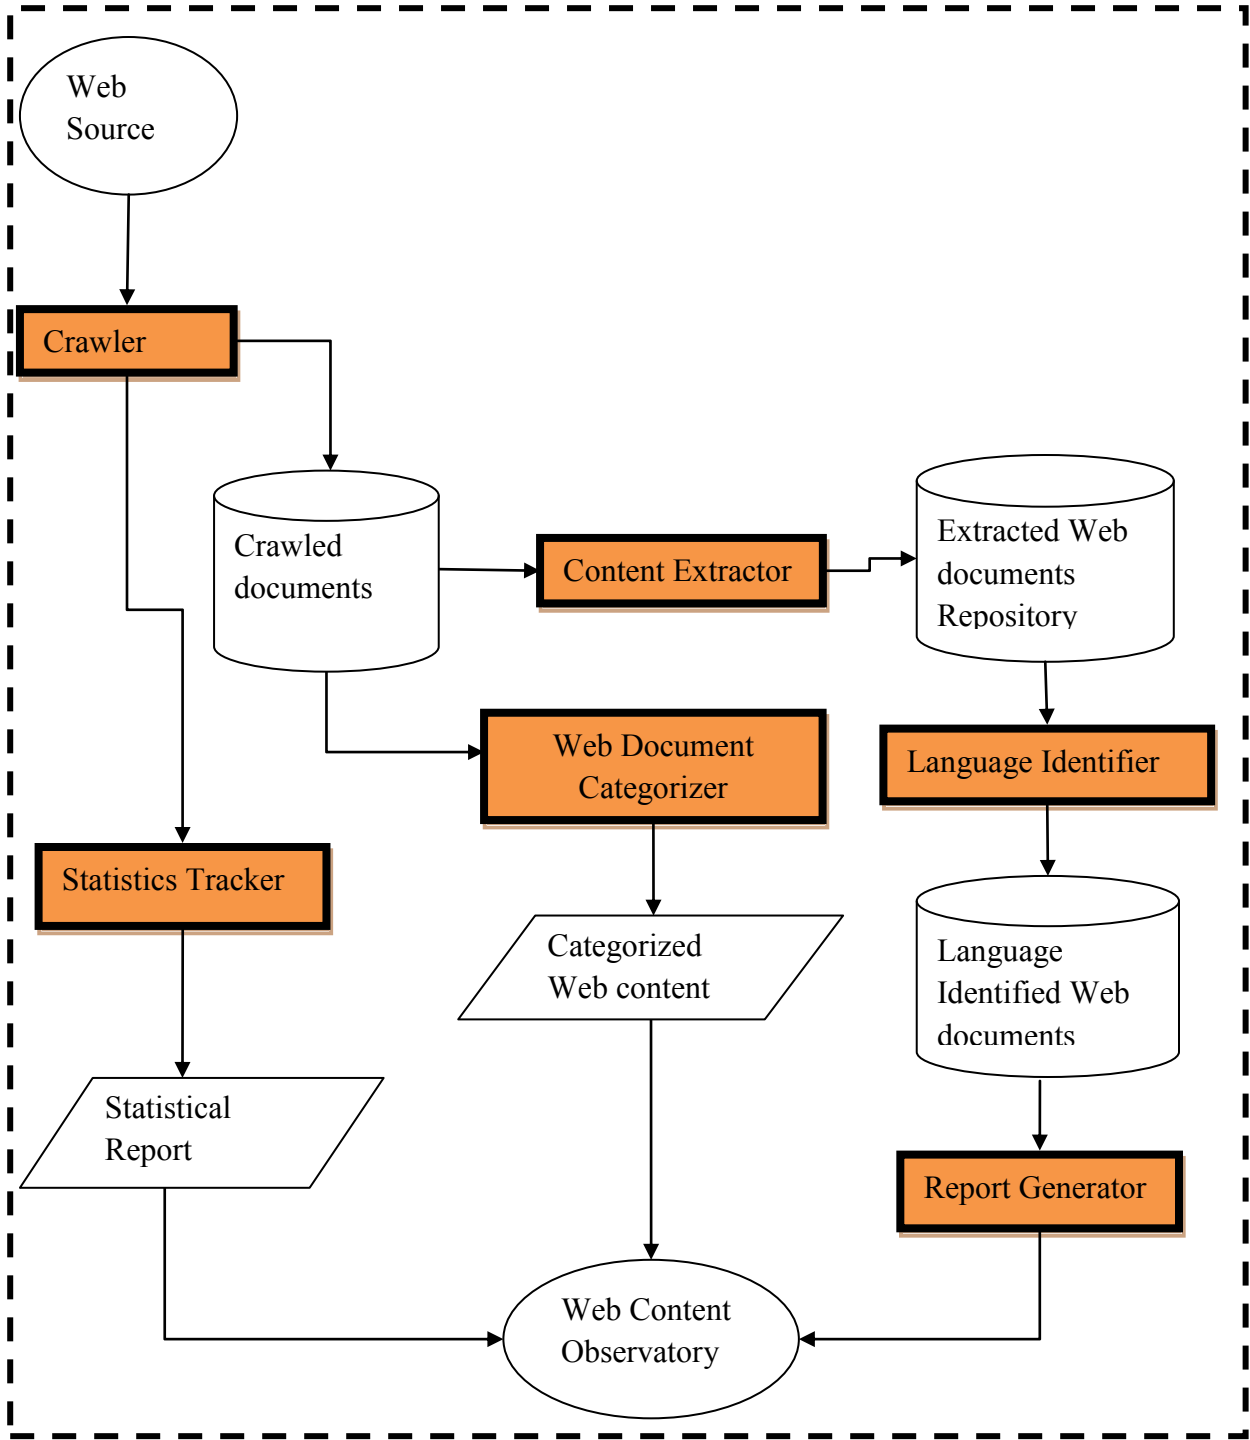 Web
Source
Crawler
Crawled
documents
Content Extractor
Extracted Web
documents
Repository
Web Document
Categorizer
Language Identifier
Statistics Tracker
Categorized
Web content
Language
Identified Web
documents
Statistical
Report
Report Generator
Web Content
Observatory